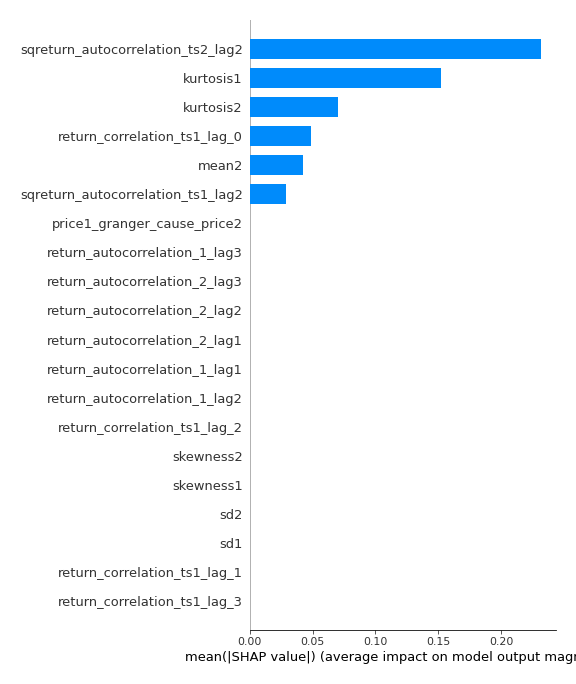 sqreturn_autocorrelation_ts2_lag2
kurtosis1
kurtosis2
return_correlation_ts1_lag_0
mean2
sqreturn_autocorrelation_ts1_lag2
price1_granger_cause_price2
return_autocorrelation_1_lag3
return_autocorrelation_2_lag3
return_autocorrelation_2_lag2
return_autocorrelation_2_lag1
return_autocorrelation_1_lag1
return_autocorrelation_1_lag2
return_correlation_ts1_lag_2
skewness2
skewness1
sd2
sd1
return_correlation_ts1_lag_1
return_correlation_ts1_lag_3
0.00 0.05 0.10 0.15 0.20
mean(|SHAP value|) (average impact on model output magn